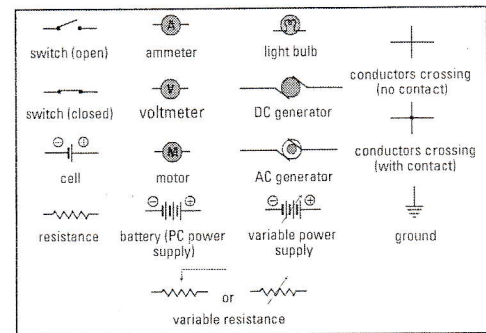 A
switch (open) ammeter light bulb
conductors crossing
(no contact)
V
switch (closed) voltmeter DC generator
⊖ ⊕ M
conductors crossing
(with contact)
cell motor AC generator
⊖ ⊕ ⊖ ⊕
resistance battery (PC power supply) variable power supply ground
or
variable resistance